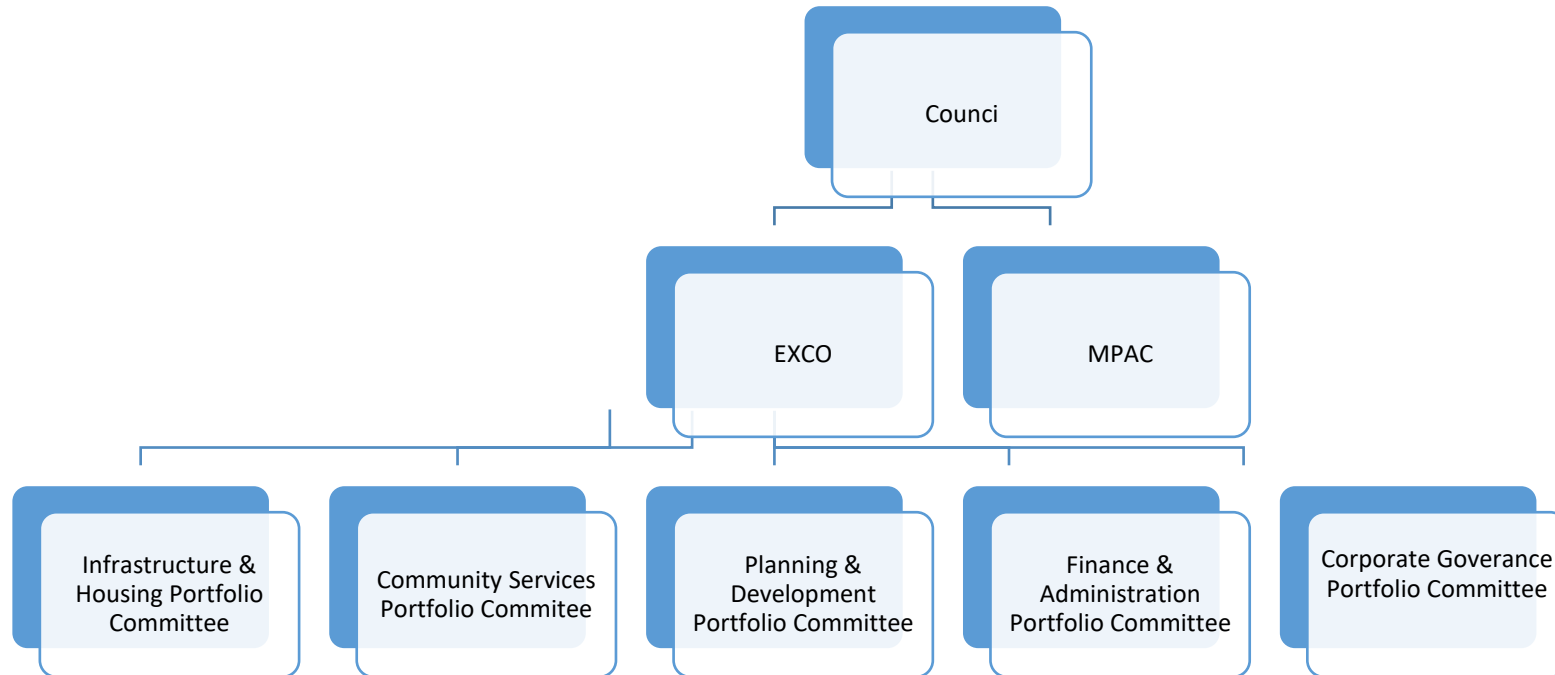 Counci
EXCO
MPAC
Infrastructure &
Housing Portfolio
Committee
Community Services
Portfolio Commitee
Planning &
Development
Portfolio Committee
Finance &
Administration
Portfolio Committee
Corporate Goverance
Portfolio Committee